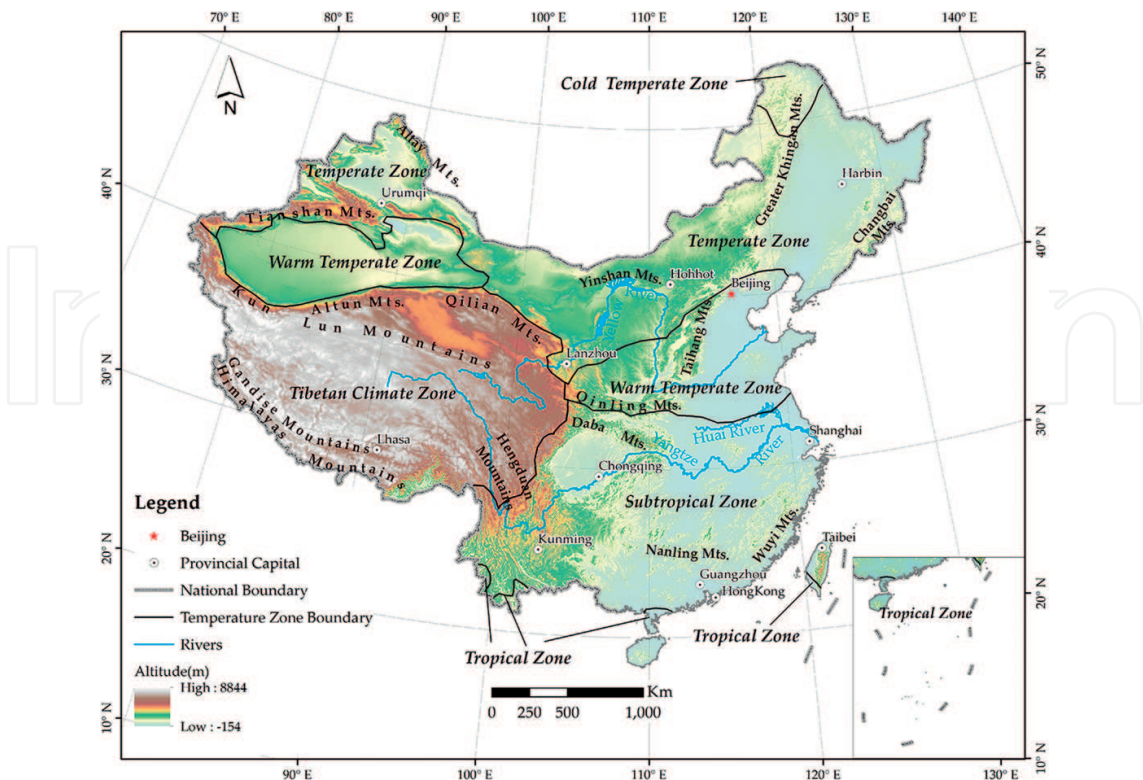 70° E 80° E 90° E 100° E 110° E 120° E 130° E 140° E
50° N
N
Cold Temperate Zone
Altay Mts.
Greater Khingan Mts.
Temperate Zone
Harbin
40° N
Urumqi
Changbai
Mts.
Tianshan Mts.
Temperate Zone
40° N
Warm Temperate Zone
Yinshan Mts.
Hohhot
Beijing
River
Kun
Lun Mountains
Altun Mts.
Qilian Mts.
Taihang Mts.
Lanzhou
30° N
Tibetan Climate Zone
Warm Temperate Zone
Qinling Mts.
Gandise Mountains
Himalayas
Mountains
Daba Mts.
Huai River
30° N
Yangtze
River
Shanghai
Lhasa
Hengduan
Mountains
Chongqing
Subtropical Zone
Legend
Beijing
Provincial Capital
National Boundary
Temperature Zone Boundary
Rivers
Altitude(m)
High : 8844
Low : -154
20° N
Kunming
Nanling Mts.
Wuyi Mts.
Taibei
Guangzhou
HongKong
20° N
Tropical Zone
Tropical Zone
Tropical Zone
Km
0 250 500 1,000
10° N
10° N
90° E 100° E 110° E 120° E 130° E